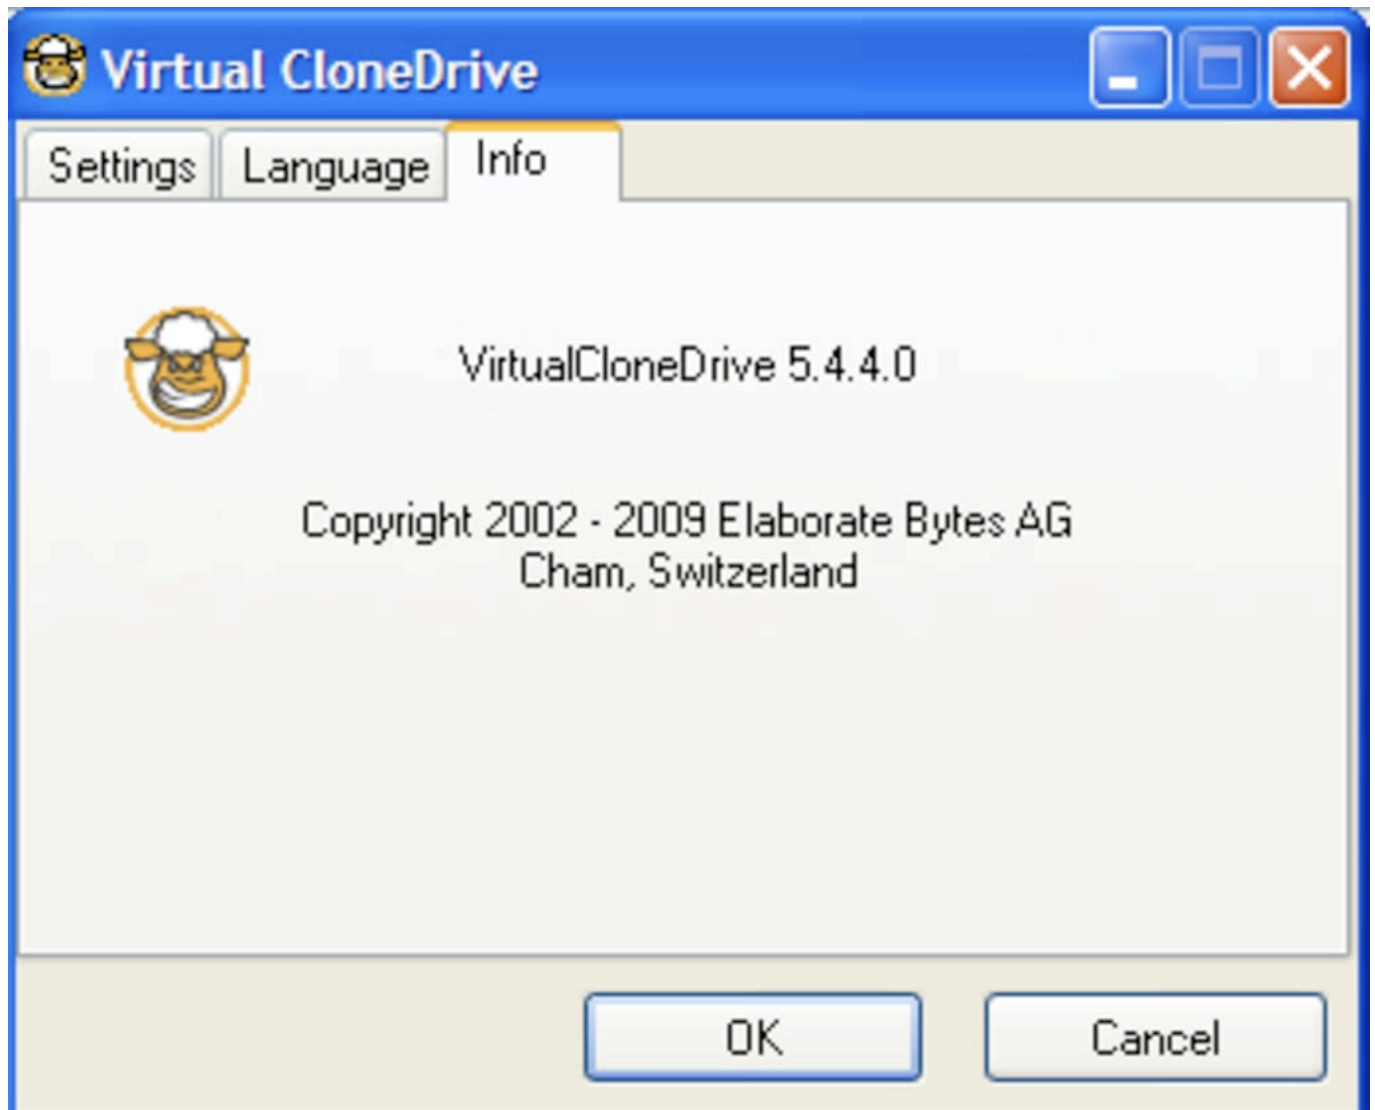 Virtual CloneDrive
Settings Language Info
VirtualCloneDrive 5.4.4.0
Copyright 2002 - 2009 Elaborate Bytes AG
Cham, Switzerland
OK Cancel